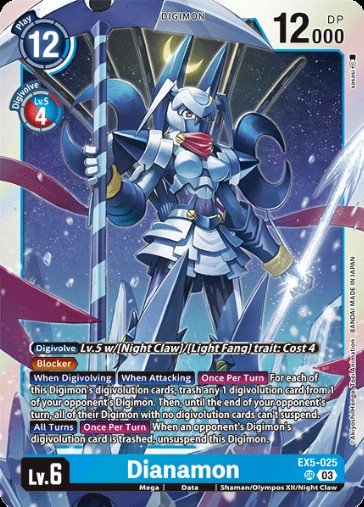 Play
DIGIMON
12
12000
DP
Digivolve
Lv.5
4
BANDAI MADE IN JAPAN
Digivolve Lv.5 w/[Night Claw]/[Light Fang] trait: Cost 4
Blocker
When Digivolving When Attacking Once Per Turn For each of
this Digimon's digivolution cards, trash any 1 digivolution card from 1
of your opponent's Digimon. Then, until the end of your opponent's
turn, all of their Digimon with no digivolution cards can't suspend.
All Turns Once Per Turn When an opponent's Digimon's
digivolution card is trashed, unsuspend this Digimon.
EX5-025
Lv.6
Dianamon
SR 03
Mega Data Shaman/Olympos XII/Night Claw